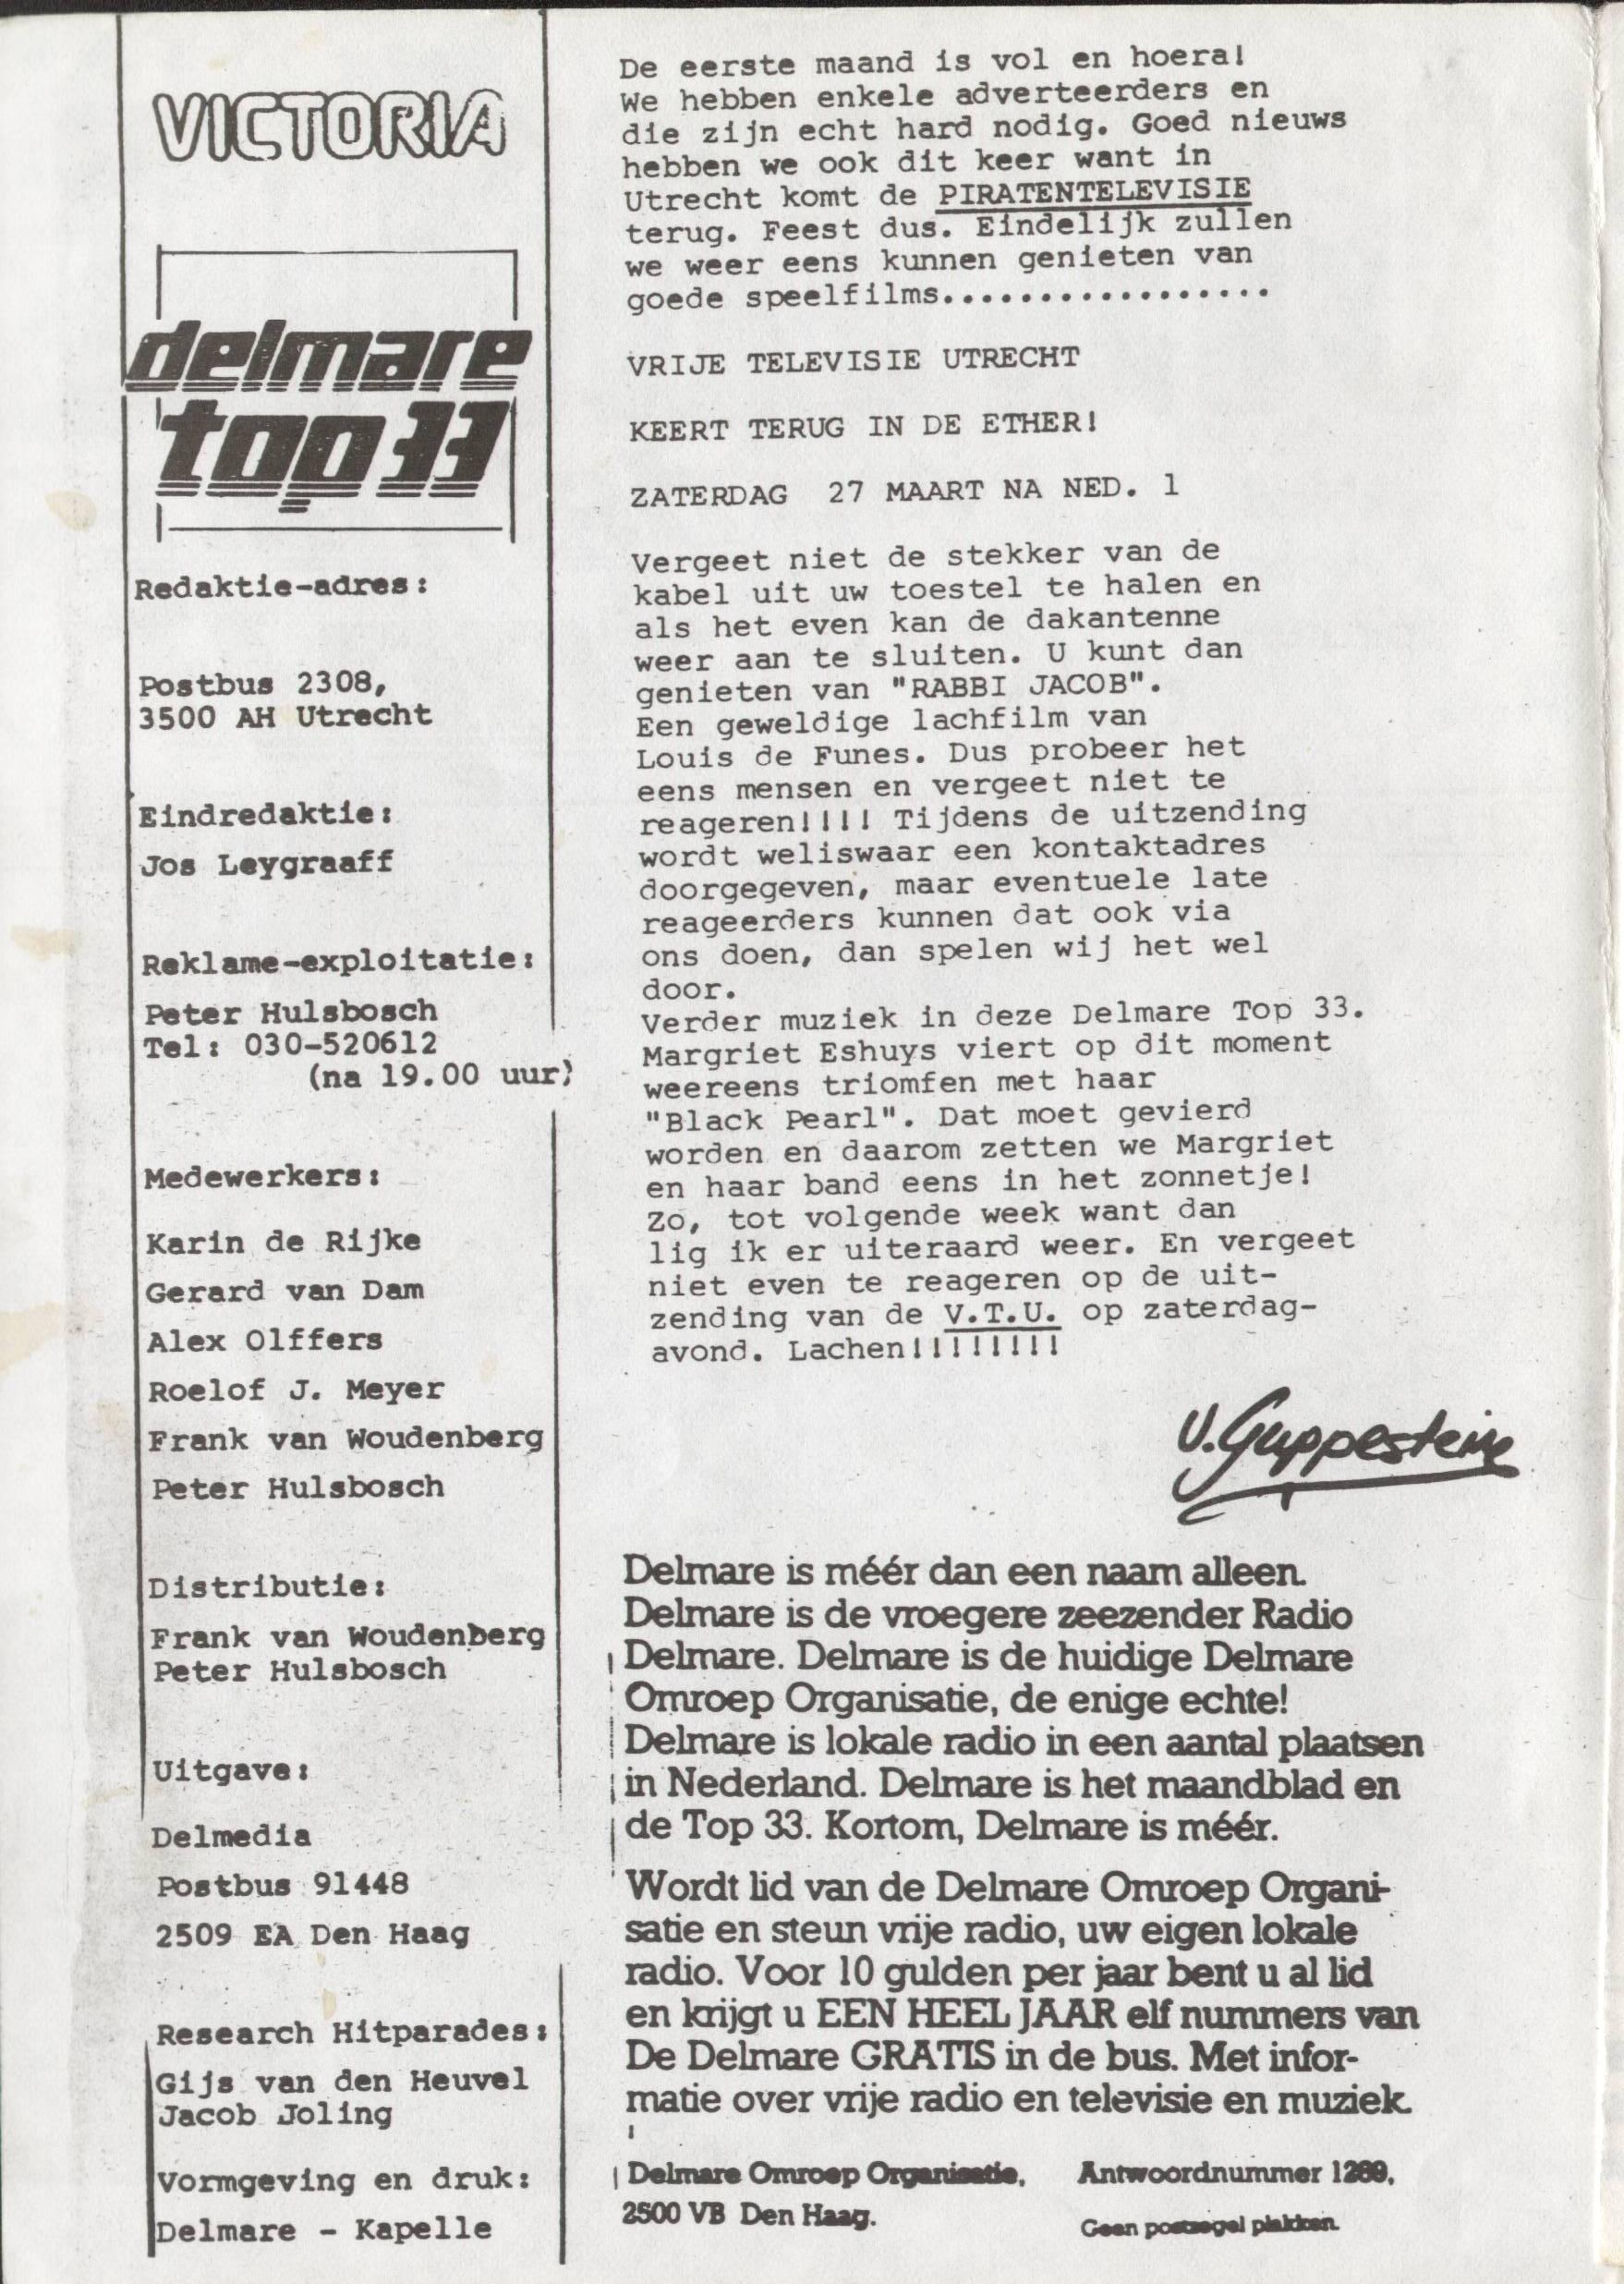 VICTORIA
delmare
top 33
Redaktie-adres:
Postbus 2308,
3500 AH Utrecht
Eindredaktie:
Jos Leygraaff
Reklame-exploitatie:
Peter Hulsbosch
Tel: 030-520612
(na 19.00 uur)
Medewerkers:
Karin de Rijke
Gerard van Dam
Alex Olffers
Roelof J. Meyer
Frank van Woudenberg
Peter Hulsbosch
Distributie:
Frank van Woudenberg
Peter Hulsbosch
Uitgave:
Delmedia
Postbus 91448
2509 EA Den Haag
Research Hitparades:
Gijs van den Heuvel
Jacob Joling
Vormgeving en druk:
Delmare - Kapelle
De eerste maand is vol en hoera!
We hebben enkele adverteerders en
die zijn echt hard nodig. Goed nieuws
hebben we ook dit keer want in
Utrecht komt de PIRATENTELEVISIE
terug. Feest dus. Eindelijk zullen
we weer eens kunnen genieten van
goede speelfilms.................
VRIJE TELEVISIE UTRECHT
KEERT TERUG IN DE ETHER!
ZATERDAG 27 MAART NA NED. 1
Vergeet niet de stekker van de
kabel uit uw toestel te halen en
als het even kan de dakantenne
weer aan te sluiten. U kunt dan
genieten van "RABBI JACOB".
Een geweldige lachfilm van
Louis de Funes. Dus probeer het
eens mensen en vergeet niet te
reageren!!!! Tijdens de uitzending
wordt weliswaar een kontaktadres
doorgegeven, maar eventuele late
reageerders kunnen dat ook via
ons doen, dan spelen wij het wel
door.
Verder muziek in deze Delmare Top 33.
Margriet Eshuys viert op dit moment
weereens triomfen met haar
"Black Pearl". Dat moet gevierd
worden en daarom zetten we Margriet
en haar band eens in het zonnetje!
Zo, tot volgende week want dan
lig ik er uiteraard weer. En vergeet
niet even te reageren op de uit-
zending van de V.T.U. op zaterdag-
avond. Lachen!!!!!!!!
V. Gappestein
Delmare is méér dan een naam alleen.
Delmare is de vroegere zeezender Radio
Delmare. Delmare is de huidige Delmare
Omroep Organisatie, de enige echte!
Delmare is lokale radio in een aantal plaatsen
in Nederland. Delmare is het maandblad en
de Top 33. Kortom, Delmare is méér.
Wordt lid van de Delmare Omroep Organi-
satie en steun vrije radio, uw eigen lokale
radio. Voor 10 gulden per jaar bent u al lid
en krijgt u EEN HEEL JAAR elf nummers van
De Delmare GRATIS in de bus. Met infor-
matie over vrije radio en televisie en muziek.
Delmare Omroep Organisatie, Antwoordnummer
2500 VB Den Haag. Geen postzegel plakken.